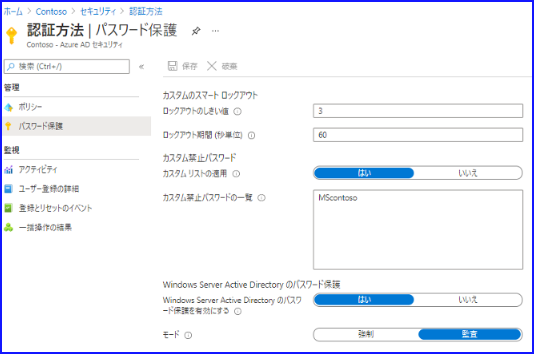 ホーム > Contoso > セキュリティ > 認証方法
認証方法 | パスワード保護 ...
Contoso - Azure AD セキュリティ
検索 (Ctrl+/) «
保存 破棄
管理
ポリシー
パスワード保護
監視
アクティビティ
ユーザー登録の詳細
登録とリセットのイベント
一括操作の結果
カスタムのスマート ロックアウト
ロックアウトのしきい値 3
ロックアウト期間 (秒単位) 60
カスタム禁止パスワード
カスタム リストの適用 はい いいえ
カスタム禁止パスワードの一覧 MScontoso
Windows Server Active Directory のパスワード保護
Windows Server Active Directory のパスワ
ード保護を有効にする はい いいえ
モード 強制 監査